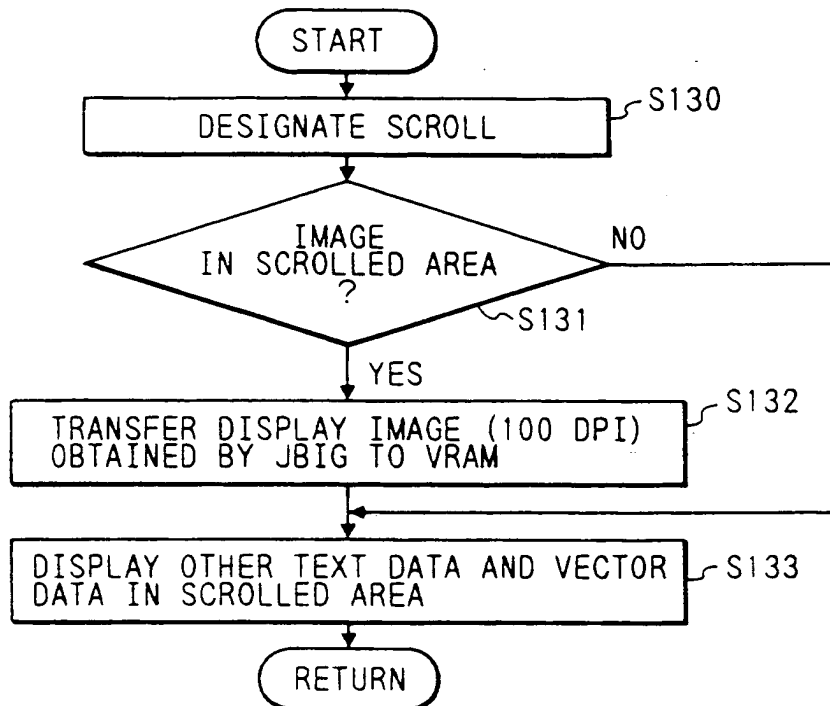 START
DESIGNATE SCROLL
S130
IMAGE
IN SCROLLED AREA
?
NO
S131
YES
TRANSFER DISPLAY IMAGE (100 DPI)
OBTAINED BY JBIG TO VRAM
S132
DISPLAY OTHER TEXT DATA AND VECTOR
DATA IN SCROLLED AREA
S133
RETURN